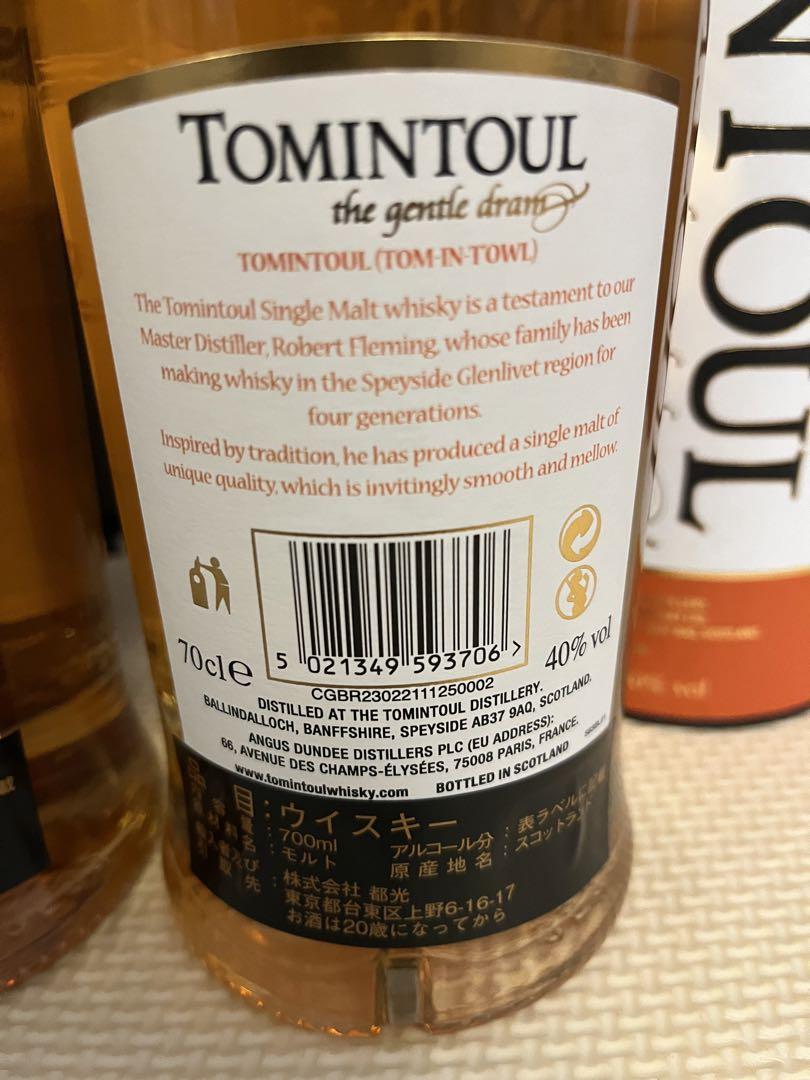 TOMINTOUL
the gentle dram
TOMINTOUL (TOM-IN-TOWL)
The Tomintoul Single Malt whisky is a testament to our
Master Distiller, Robert Fleming, whose family has been
making whisky in the Speyside Glenlivet region for
four generations.
Inspired by tradition, he has produced a single malt of
unique quality, which is invitingly smooth and mellow.
70cl e
5 021349 593706 >
40% vol
CGBR23022111250002
DISTILLED AT THE TOMINTOUL DISTILLERY,
BALLINDALLOCH, BANFFSHIRE, SPEYSIDE AB37 9AQ, SCOTLAND.
ANGUS DUNDEE DISTILLERS PLC (EU ADDRESS):
66, AVENUE DES CHAMPS-ÉLYSÉES, 75008 PARIS, FRANCE.
www.tomintoulwhisky.com BOTTLED IN SCOTLAND
品目:ウイスキー
700ml アルコール分:表ラベルに記載
モルト 原産地名:スコットランド
株式会社 都光
東京都台東区上野6-16-17
お酒は20歳になってから
NTOUL